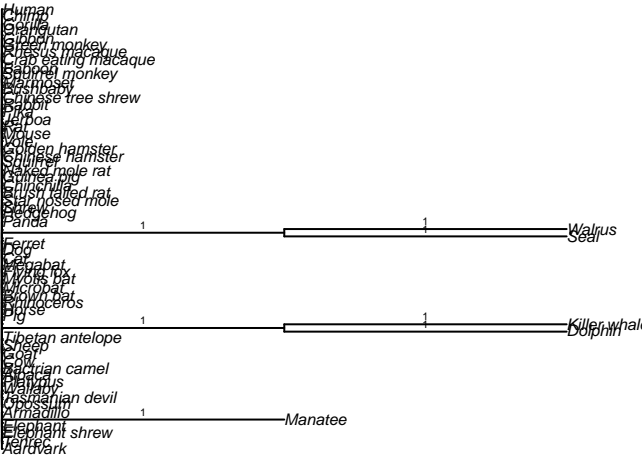 Human
Chimp
Gorilla
Orangutan
Gibbon
Green monkey
Rhesus macaque
Crab eating macaque
Baboon
Squirrel monkey
Marmoset
Bushbaby
Chinese tree shrew
Rabbit
Pika
Jerboa
Rat
Mouse
Vole
Golden hamster
Chinese hamster
Squirrel
Naked mole rat
Guinea pig
Chinchilla
Brush tailed rat
Star nosed mole
Shrew
Hedgehog
Panda
1
1
Walrus
1
Seal
Ferret
Dog
Cat
Megabat
Flying fox
Myotis bat
Microbat
Brown bat
Rhinoceros
Horse
Pig
1
1
Killer whale
1
Dolphin
Tibetan antelope
Sheep
Goat
Cow
Bactrian camel
Alpaca
Platypus
Wallaby
Tasmanian devil
Opossum
Armadillo
1
Manatee
Elephant
Elephant shrew
Tenrec
Aardvark